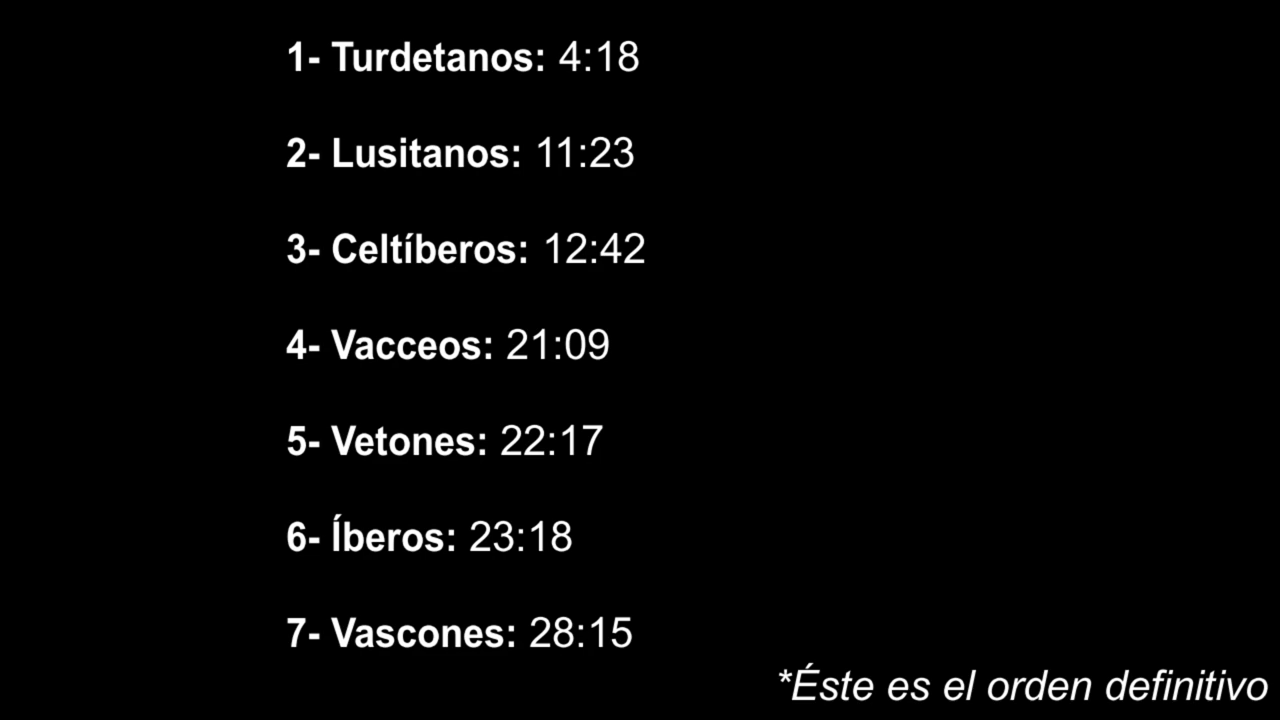 1- Turdetanos: 4:18
2- Lusitanos: 11:23
3- Celtíberos: 12:42
4- Vacceos: 21:09
5- Vetones: 22:17
6- Íberos: 23:18
7- Vascones: 28:15
*Éste es el orden definitivo